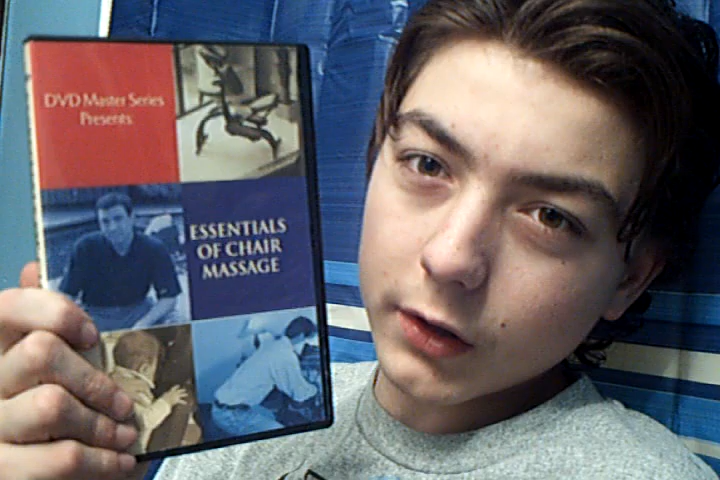 DVD Master Series
Presents
ESSENTIALS
OF CHAIR
MASSAGE